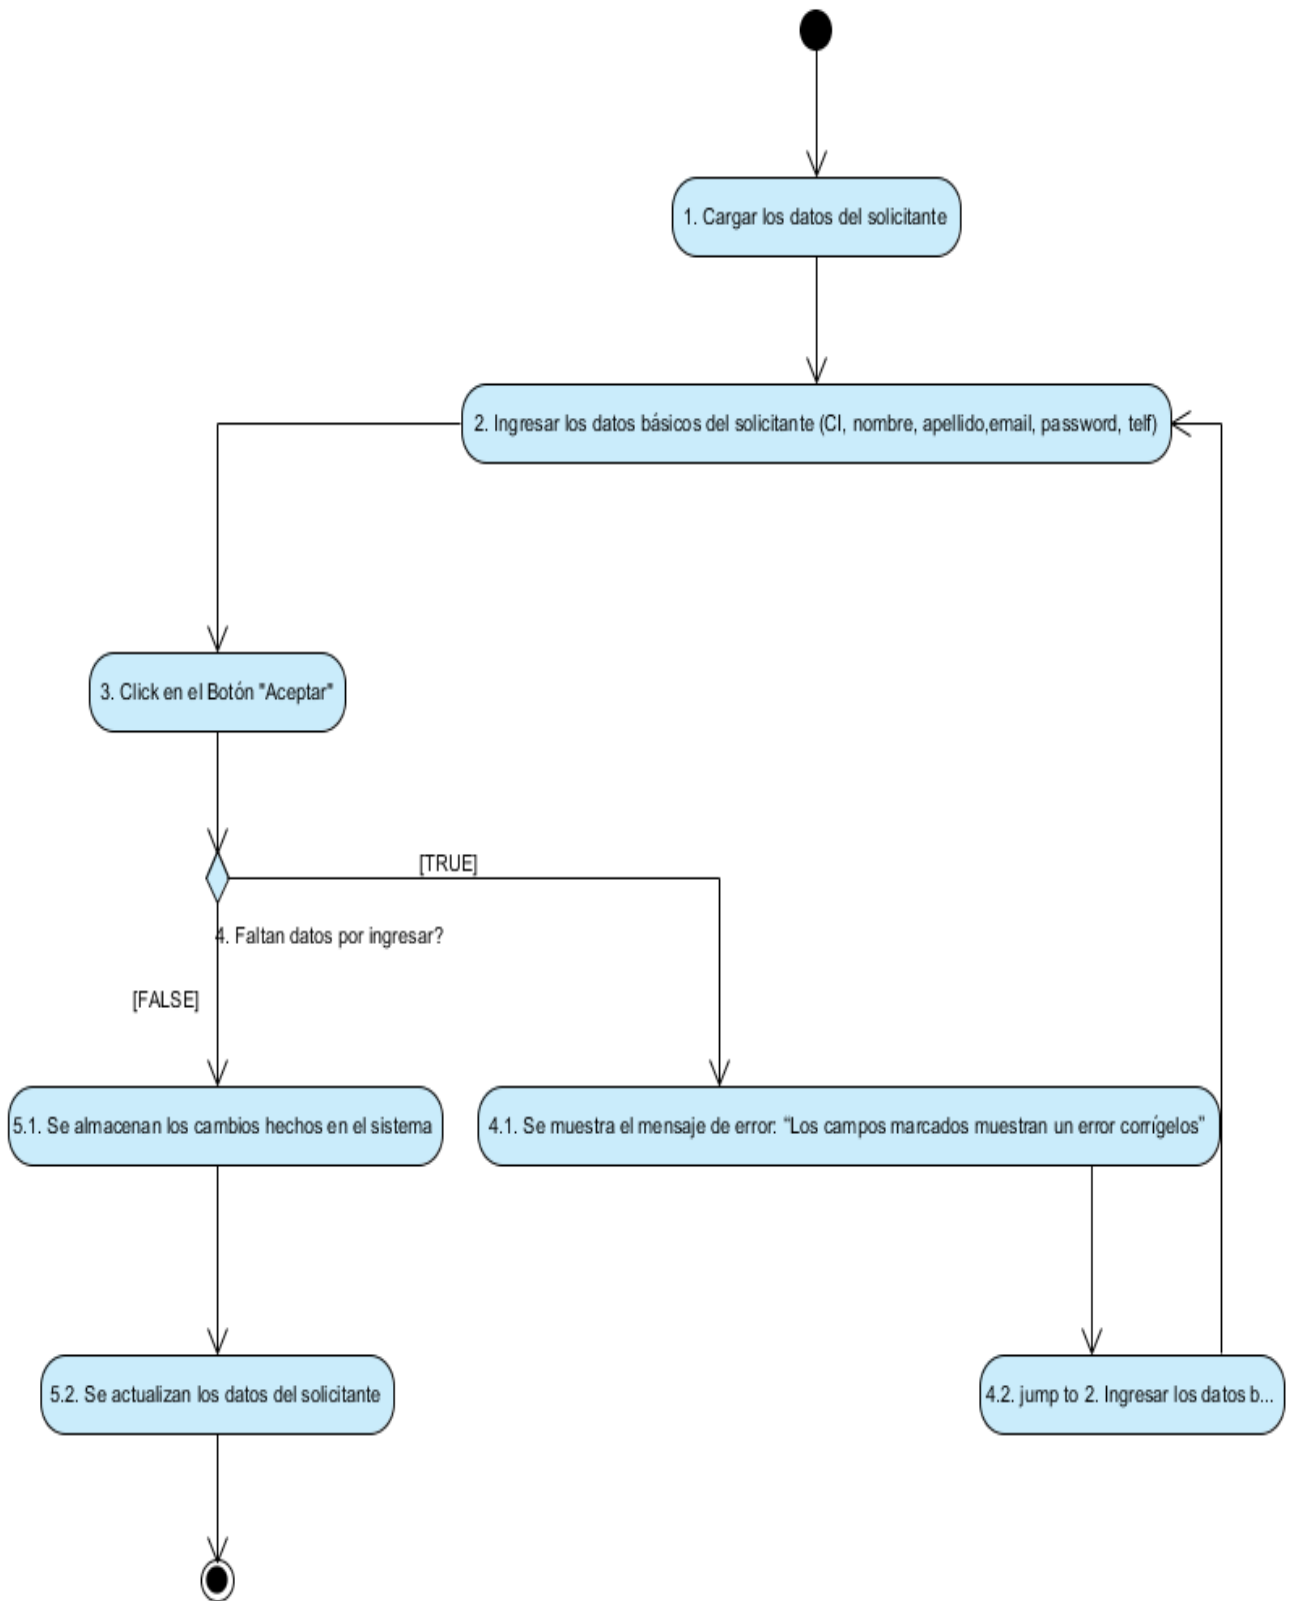 1. Cargar los datos del solicitante
2. Ingresar los datos básicos del solicitante (CI, nombre, apellido,email, password, telf)
3. Click en el Botón "Aceptar"
[TRUE]
4. Faltan datos por ingresar?
[FALSE]
5.1. Se almacenan los cambios hechos en el sistema
4.1. Se muestra el mensaje de error: “Los campos marcados muestran un error corrígelos”
5.2. Se actualizan los datos del solicitante
4.2. jump to 2. Ingresar los datos b...